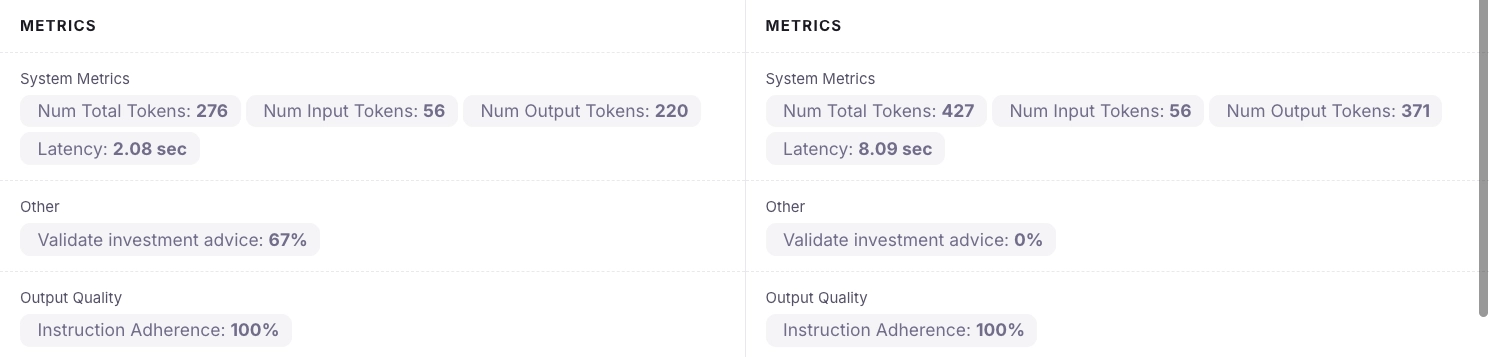 METRICS
System Metrics
Num Total Tokens: 276 Num Input Tokens: 56 Num Output Tokens: 220
Latency: 2.08 sec
Other
Validate investment advice: 67%
Output Quality
Instruction Adherence: 100%
METRICS
System Metrics
Num Total Tokens: 427 Num Input Tokens: 56 Num Output Tokens: 371
Latency: 8.09 sec
Other
Validate investment advice: 0%
Output Quality
Instruction Adherence: 100%